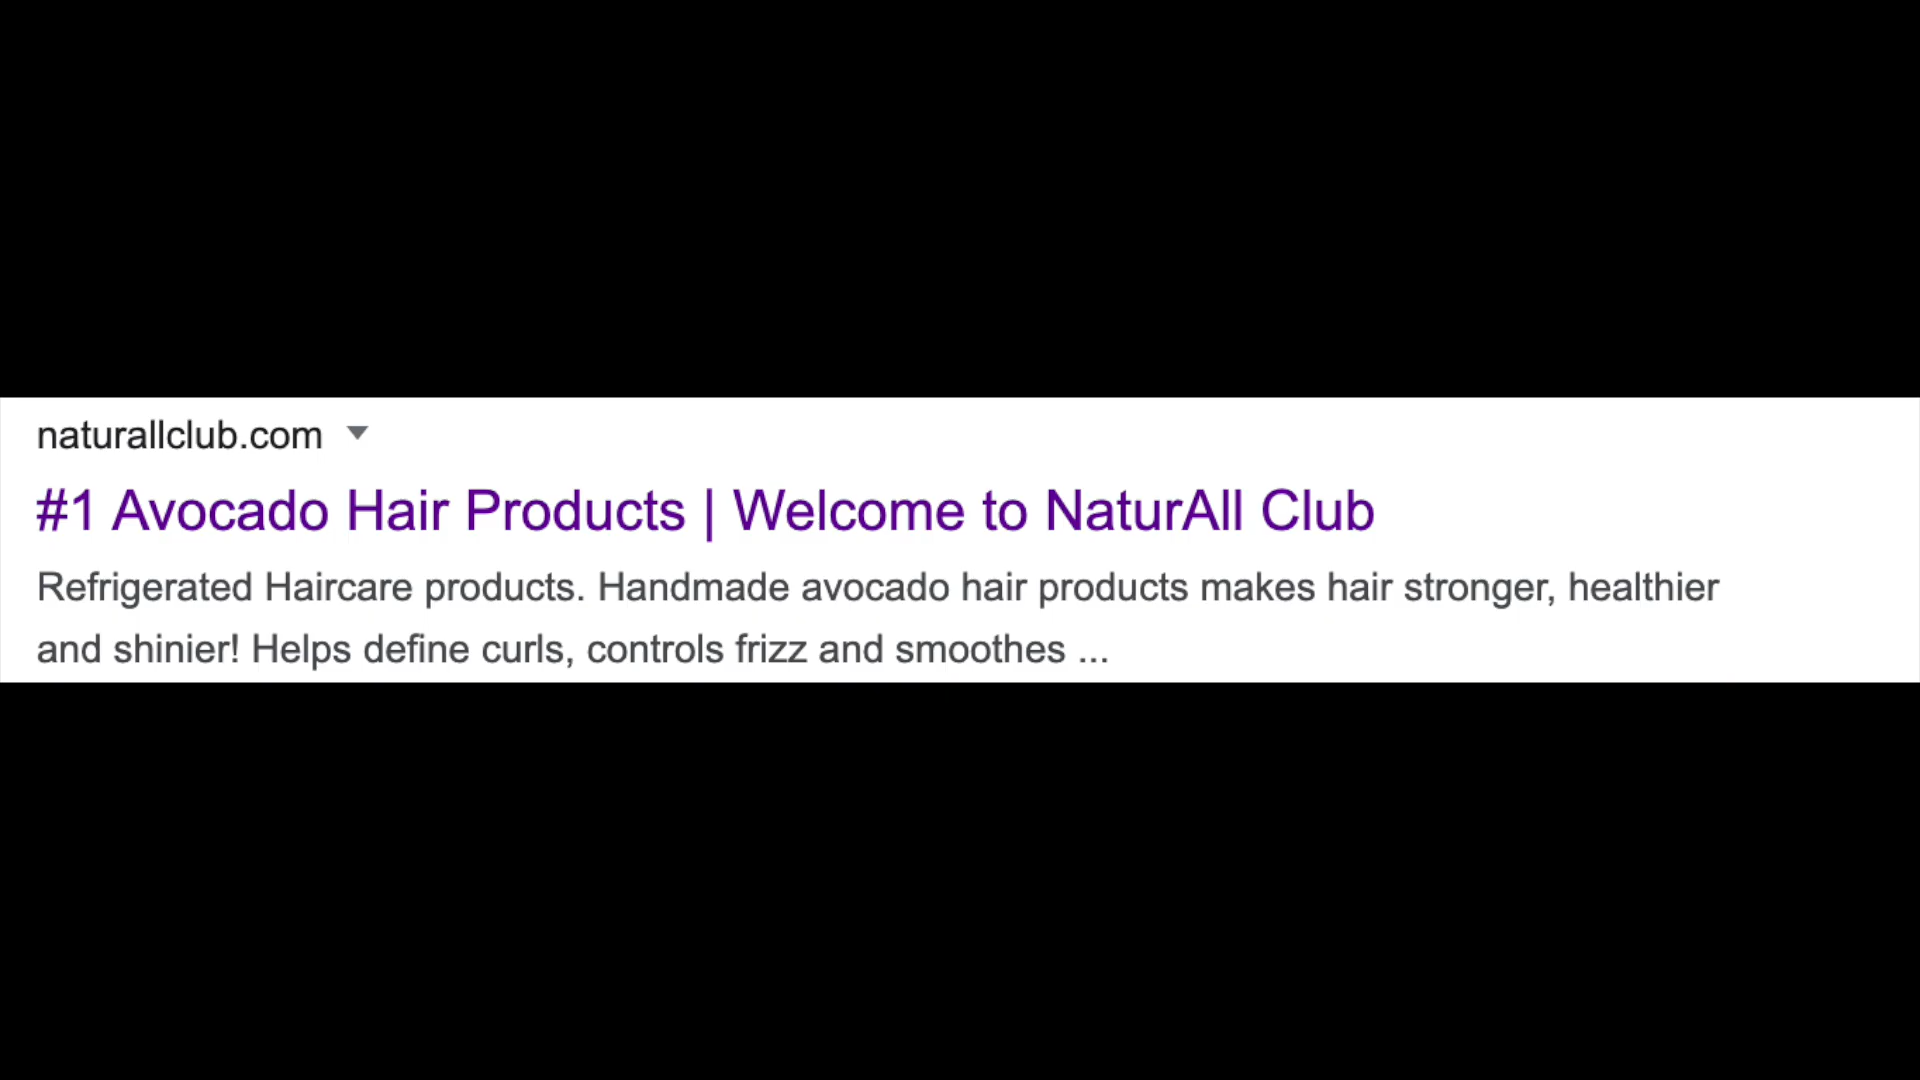 naturallclub.com
#1 Avocado Hair Products | Welcome to NaturAll Club
Refrigerated Haircare products. Handmade avocado hair products makes hair stronger, healthier
and shinier! Helps define curls, controls frizz and smoothes ...